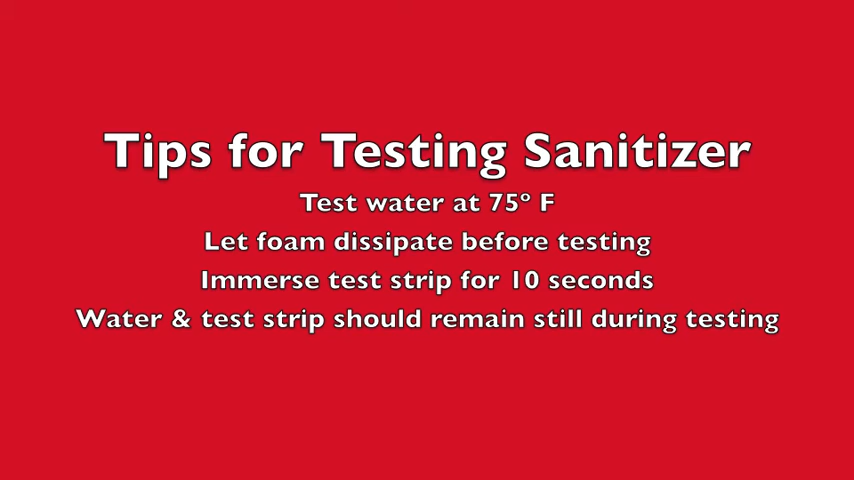 Tips for Testing Sanitizer
Test water at 75º F
Let foam dissipate before testing
Immerse test strip for 10 seconds
Water & test strip should remain still during testing